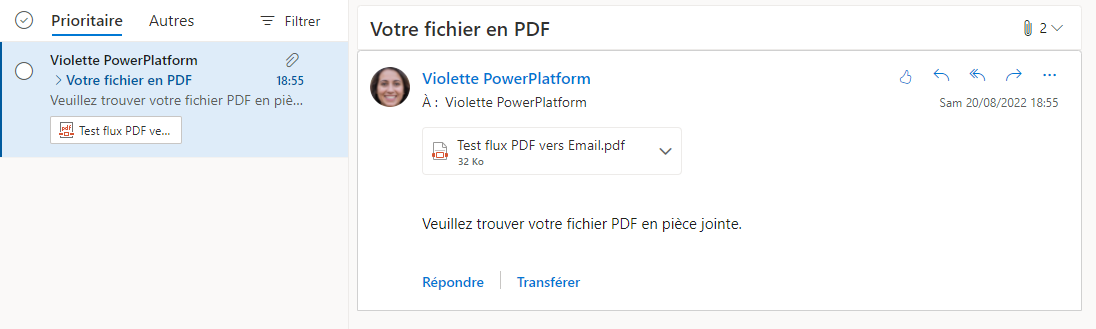 Prioritaire Autres Filtrer
Violette PowerPlatform
Votre fichier en PDF 18:55
Veuillez trouver votre fichier PDF en piè...
Test flux PDF ve...
Votre fichier en PDF 2
Violette PowerPlatform
À : Violette PowerPlatform
Sam 20/08/2022 18:55
Test flux PDF vers Email.pdf
32 Ko
Veuillez trouver votre fichier PDF en pièce jointe.
Répondre Transférer